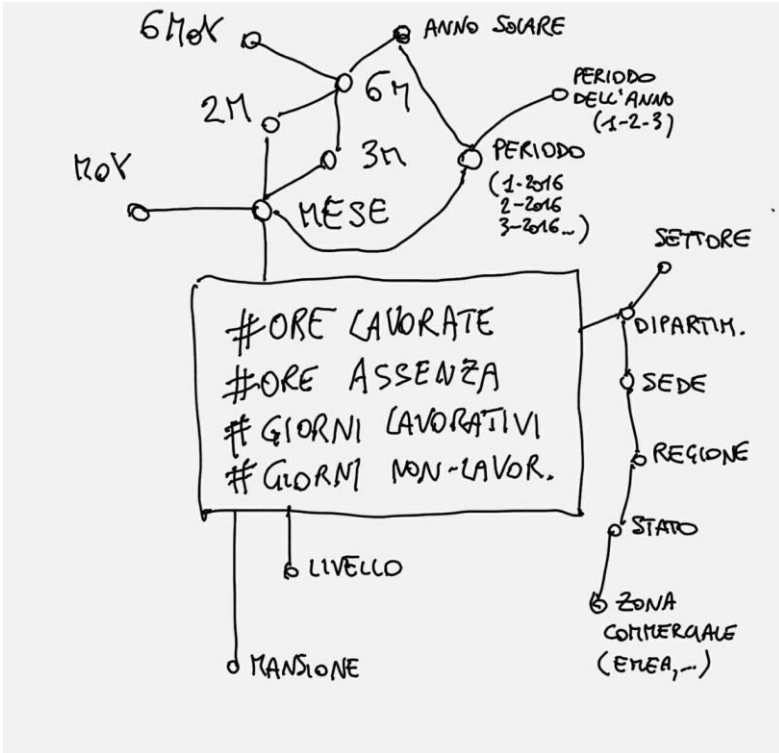 6MoY
ANNO SOLARE
6M
2M
3M
PERIODO
DELL'ANNO
(1-2-3)
PERIODO
(1-2016
2-2016
3-2016...)
MoY
MESE
SETTORE
DIPARTIM.
SEDE
REGIONE
STATO
ZONA
COMMERCIALE
(EMEA,...)
#ORE LAVORATE
#ORE ASSENZA
# GIORNI LAVORATIVI
# GIORNI NON-LAVOR.
LIVELLO
MANSIONE